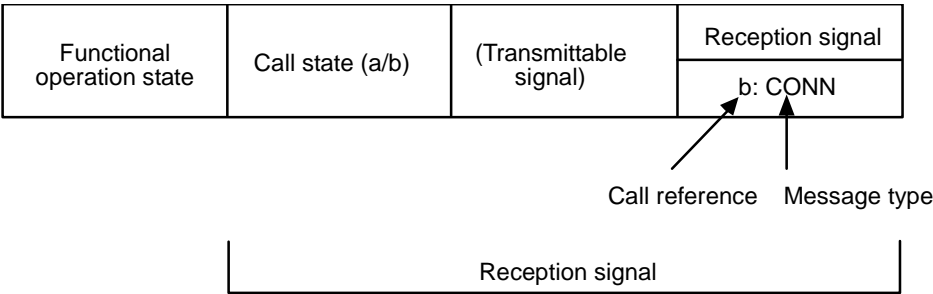 Functional
operation state
Call state (a/b)
(Transmittable
signal)
Reception signal
b: CONN
Call reference
Message type
Reception signal